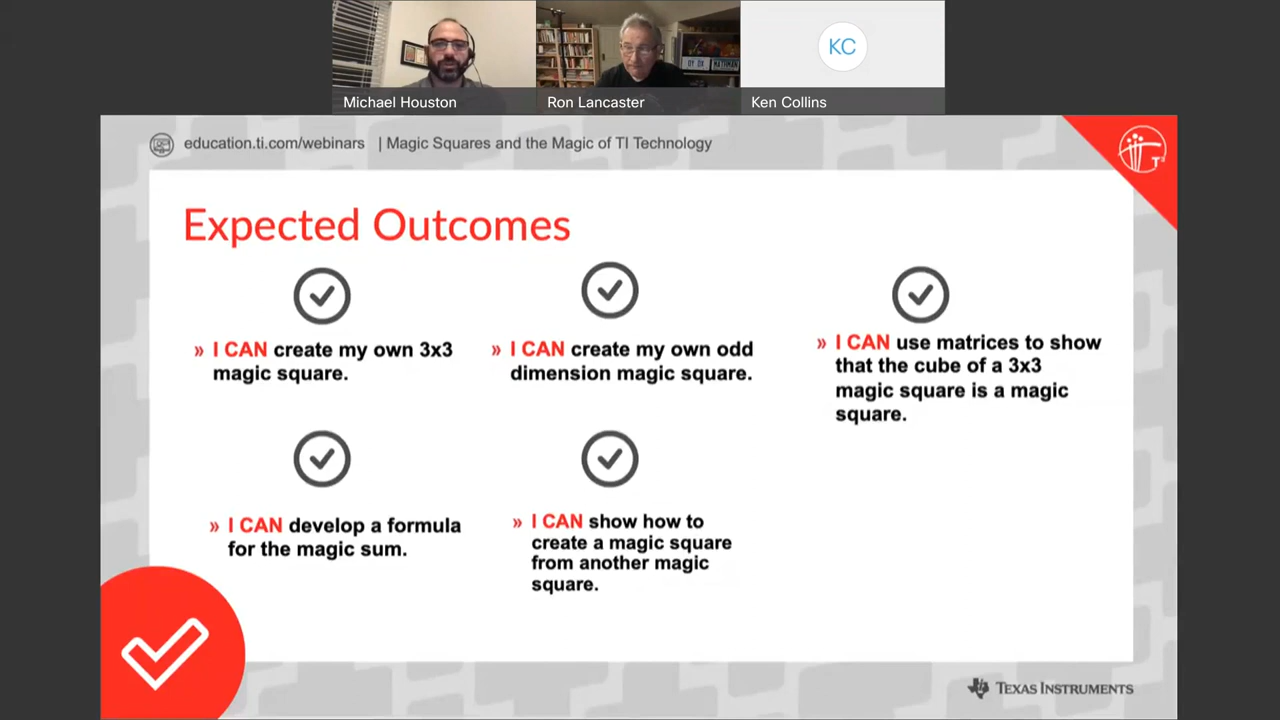 Michael Houston
Ron Lancaster
KC
Ken Collins
education.ti.com/webinars | Magic Squares and the Magic of TI Technology
Expected Outcomes
» I CAN create my own 3x3
magic square.
» I CAN create my own odd
dimension magic square.
» I CAN use matrices to show
that the cube of a 3x3
magic square is a magic
square.
» I CAN develop a formula
for the magic sum.
» I CAN show how to
create a magic square
from another magic
square.
TEXAS INSTRUMENTS